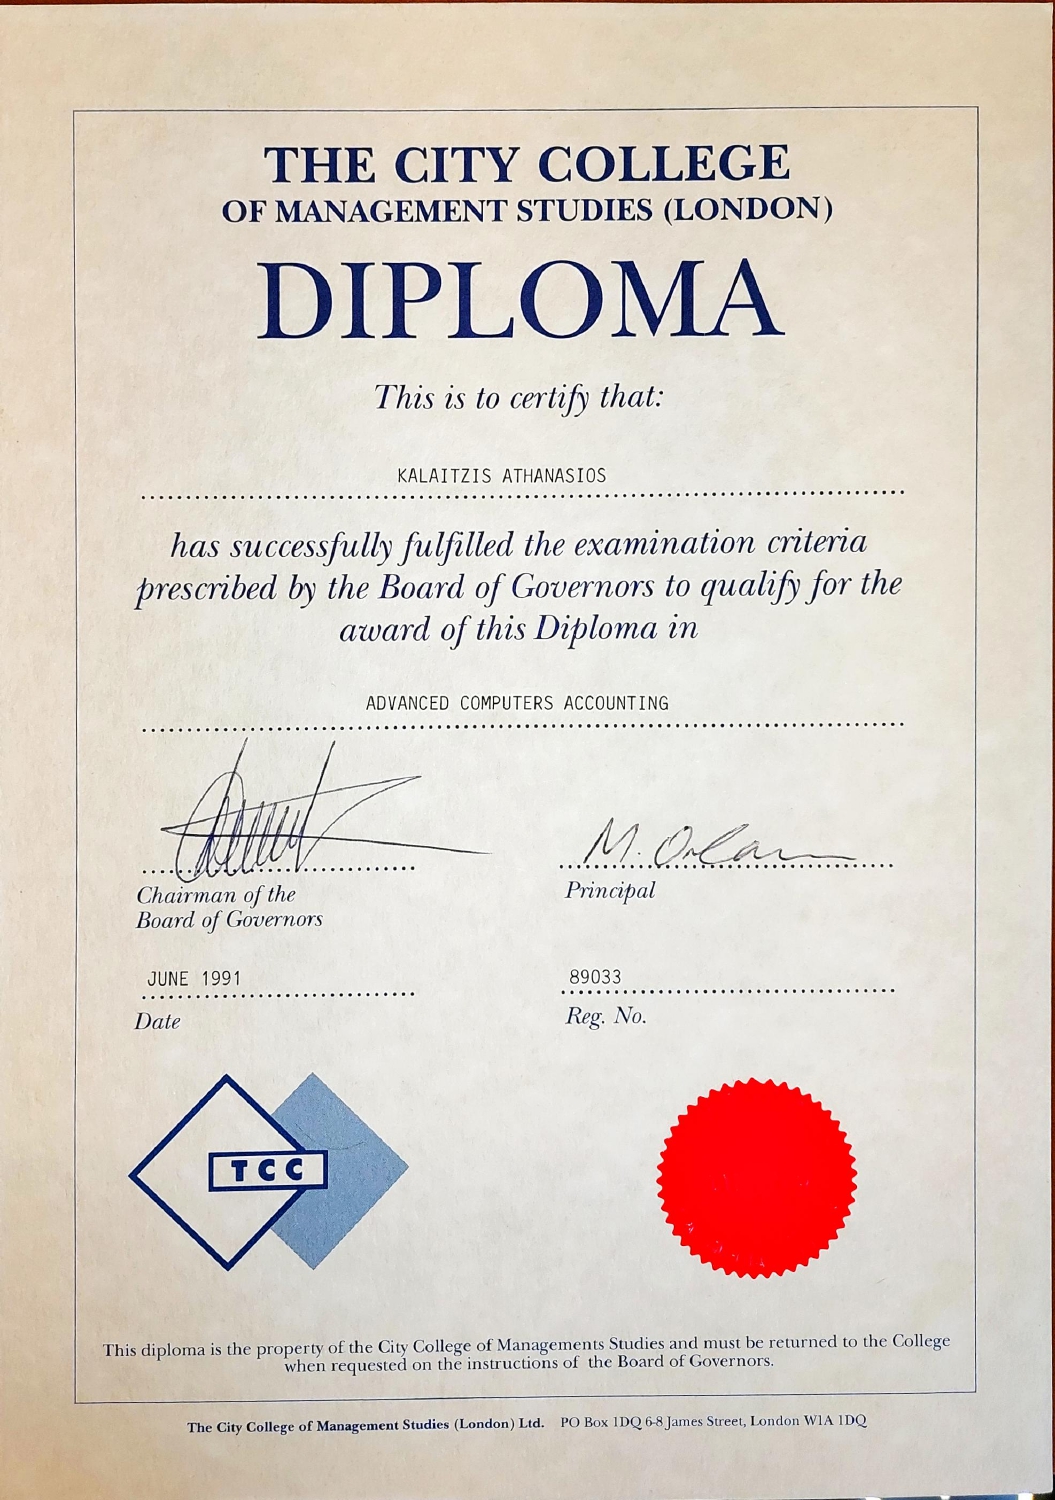 THE CITY COLLEGE
OF MANAGEMENT STUDIES (LONDON)
DIPLOMA
This is to certify that:
KALAITZIS ATHANASIOS
has successfully fulfilled the examination criteria
prescribed by the Board of Governors to qualify for the
award of this Diploma in
ADVANCED COMPUTERS ACCOUNTING
M.
Chairman of the
Board of Governors
Principal
JUNE 1991
89033
Date
Reg. No.
TCC
This diploma is the property of the City College of Managements Studies and must be returned to the College
when requested on the instructions of the Board of Governors.
The City College of Management Studies (London) Ltd. PO Box 1DQ 6-8 James Street, London W1A 1DQ